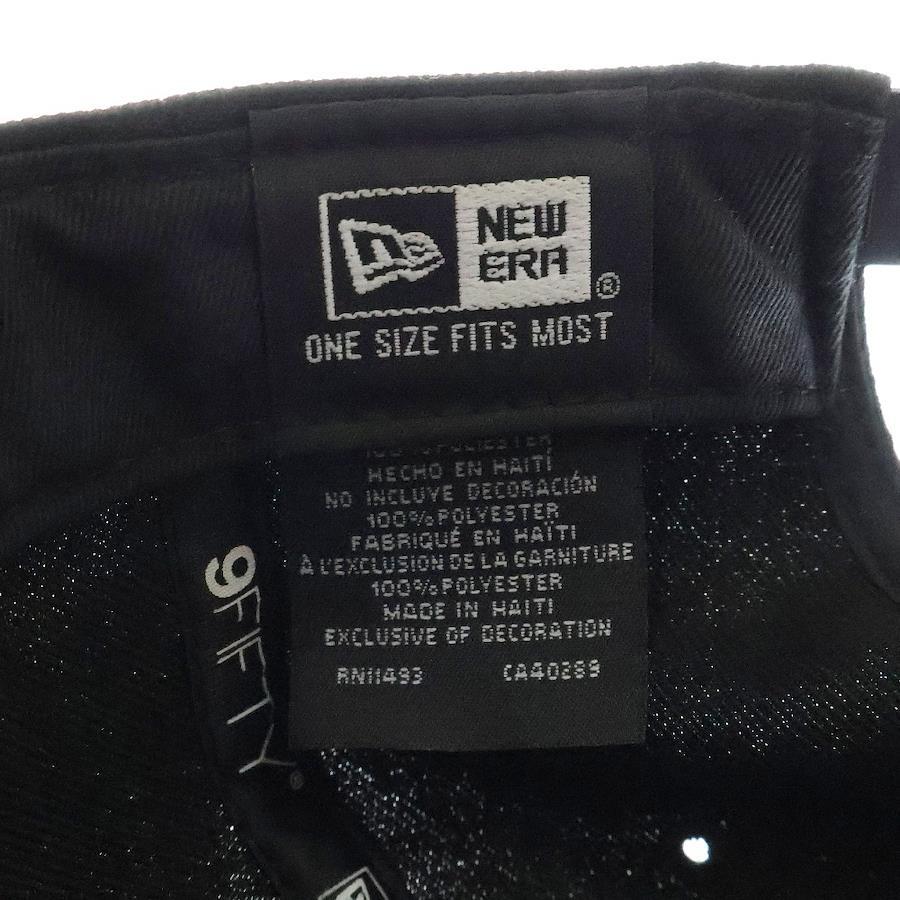 NEW
ERA
®
ONE SIZE FITS MOST
HECHO EN HAITÍ
NO INCLUYE DECORACIÓN
100% POLYESTER
FABRIQUÉ EN HAÏTI
À L'EXCLUSION DE LA GARNITURE
100% POLYESTER
MADE IN HAITI
EXCLUSIVE OF DECORATION
RN11493 CA40289
9FIFTY